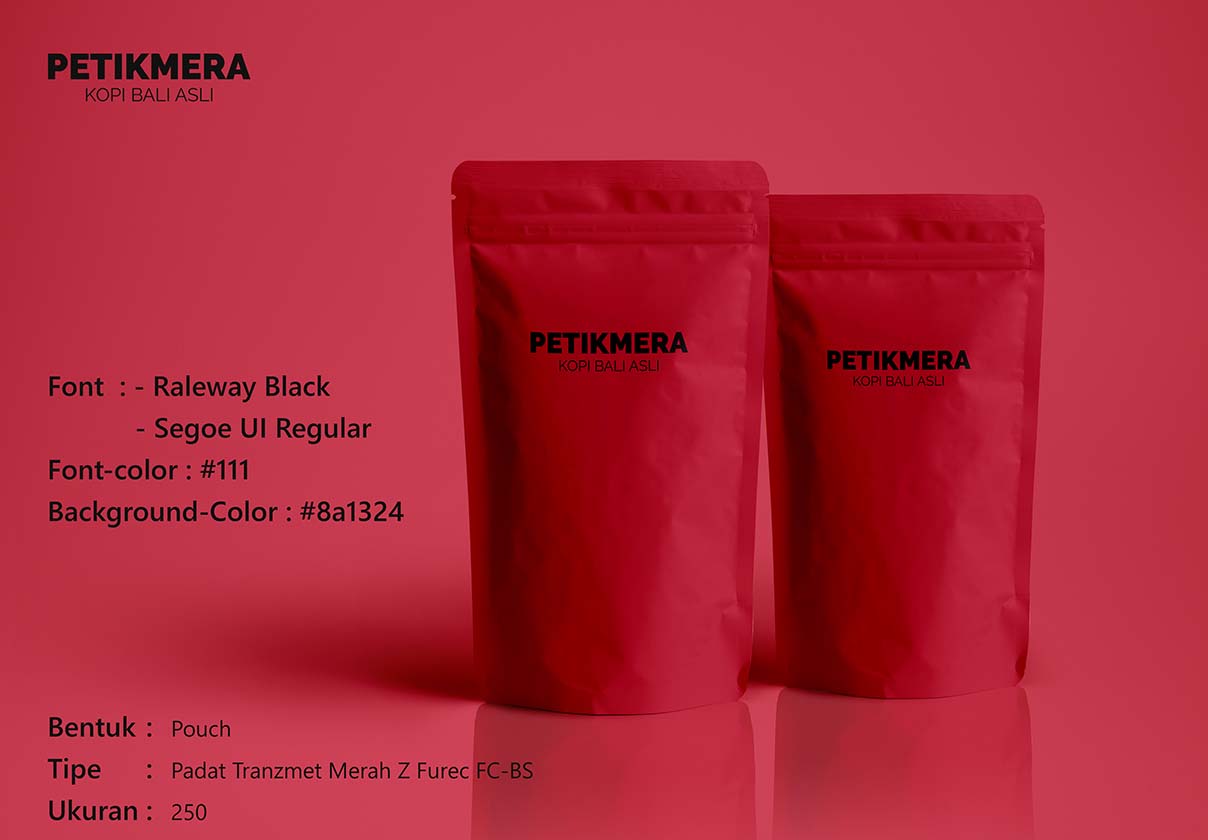 PETIKMERA
KOPI BALI ASLI
PETIKMERA
KOPI BALI ASLI
PETIKMERA
KOPI BALI ASLI
Font : - Raleway Black
- Segoe UI Regular
Font-color : #111
Background-Color : #8a1324
Bentuk : Pouch
Tipe : Padat Tranzmet Merah Z Furec FC-BS
Ukuran : 250